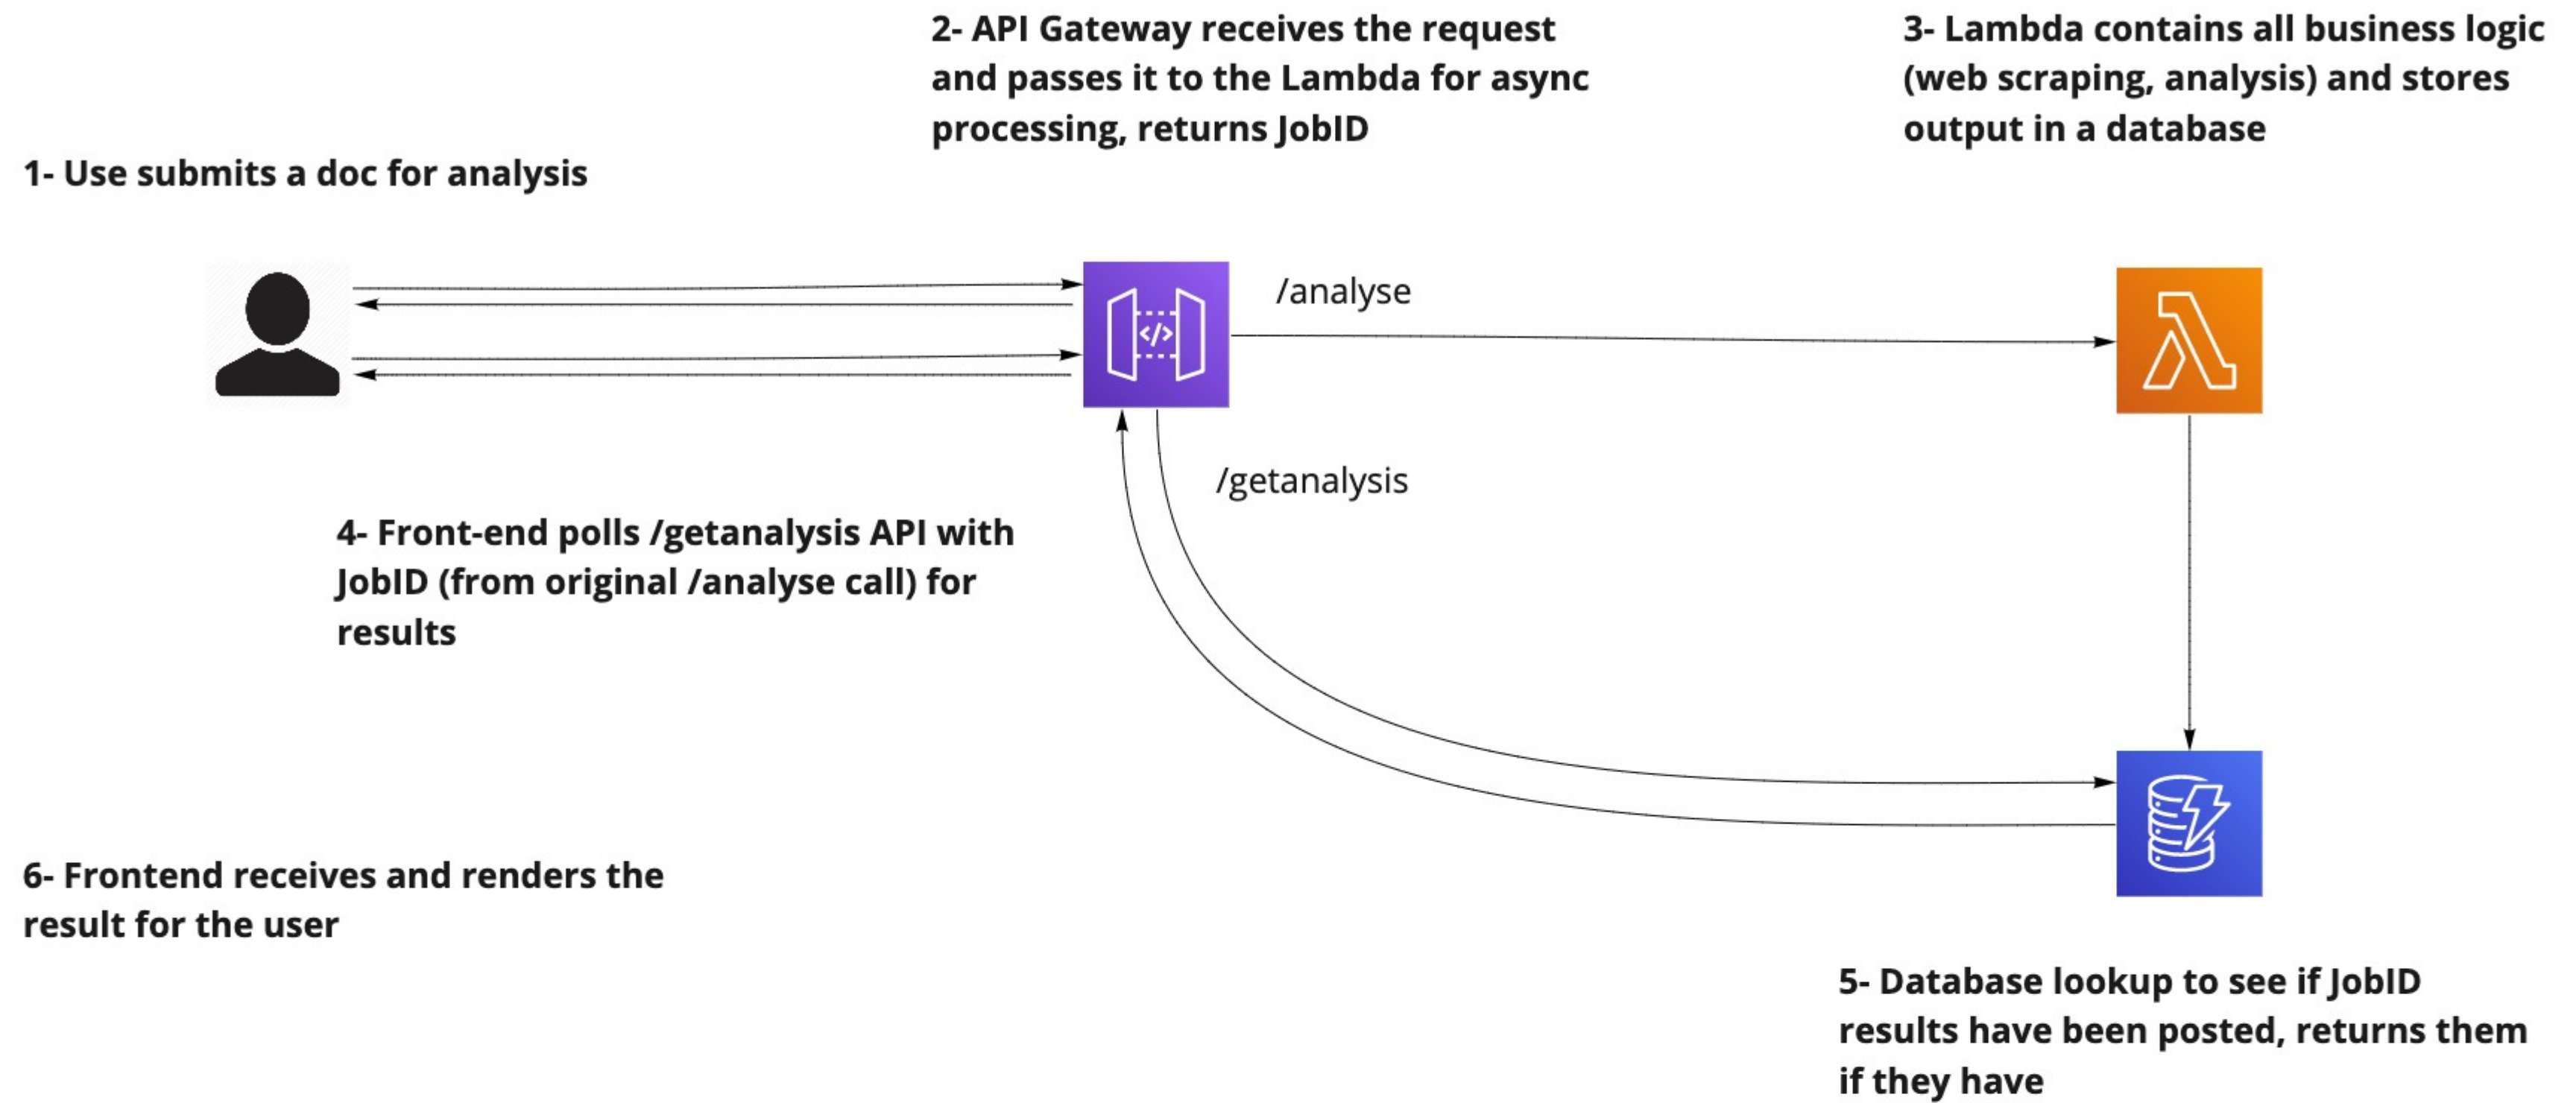 1- Use submits a doc for analysis
2- API Gateway receives the request
and passes it to the Lambda for async
processing, returns JobID
3- Lambda contains all business logic
(web scraping, analysis) and stores
output in a database
/analyse
</>
/getanalysis
4- Front-end polls /getanalysis API with
JobID (from original /analyse call) for
results
5- Database lookup to see if JobID
results have been posted, returns them
if they have
6- Frontend receives and renders the
result for the user